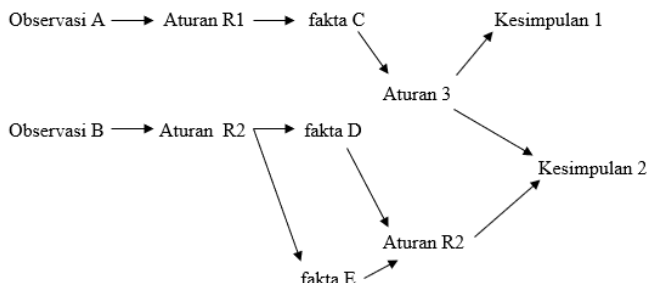 Observasi A Aturan R1 fakta C Kesimpulan 1
Aturan 3
Observasi B Aturan R2 fakta D
Kesimpulan 2
Aturan R2
fakta E